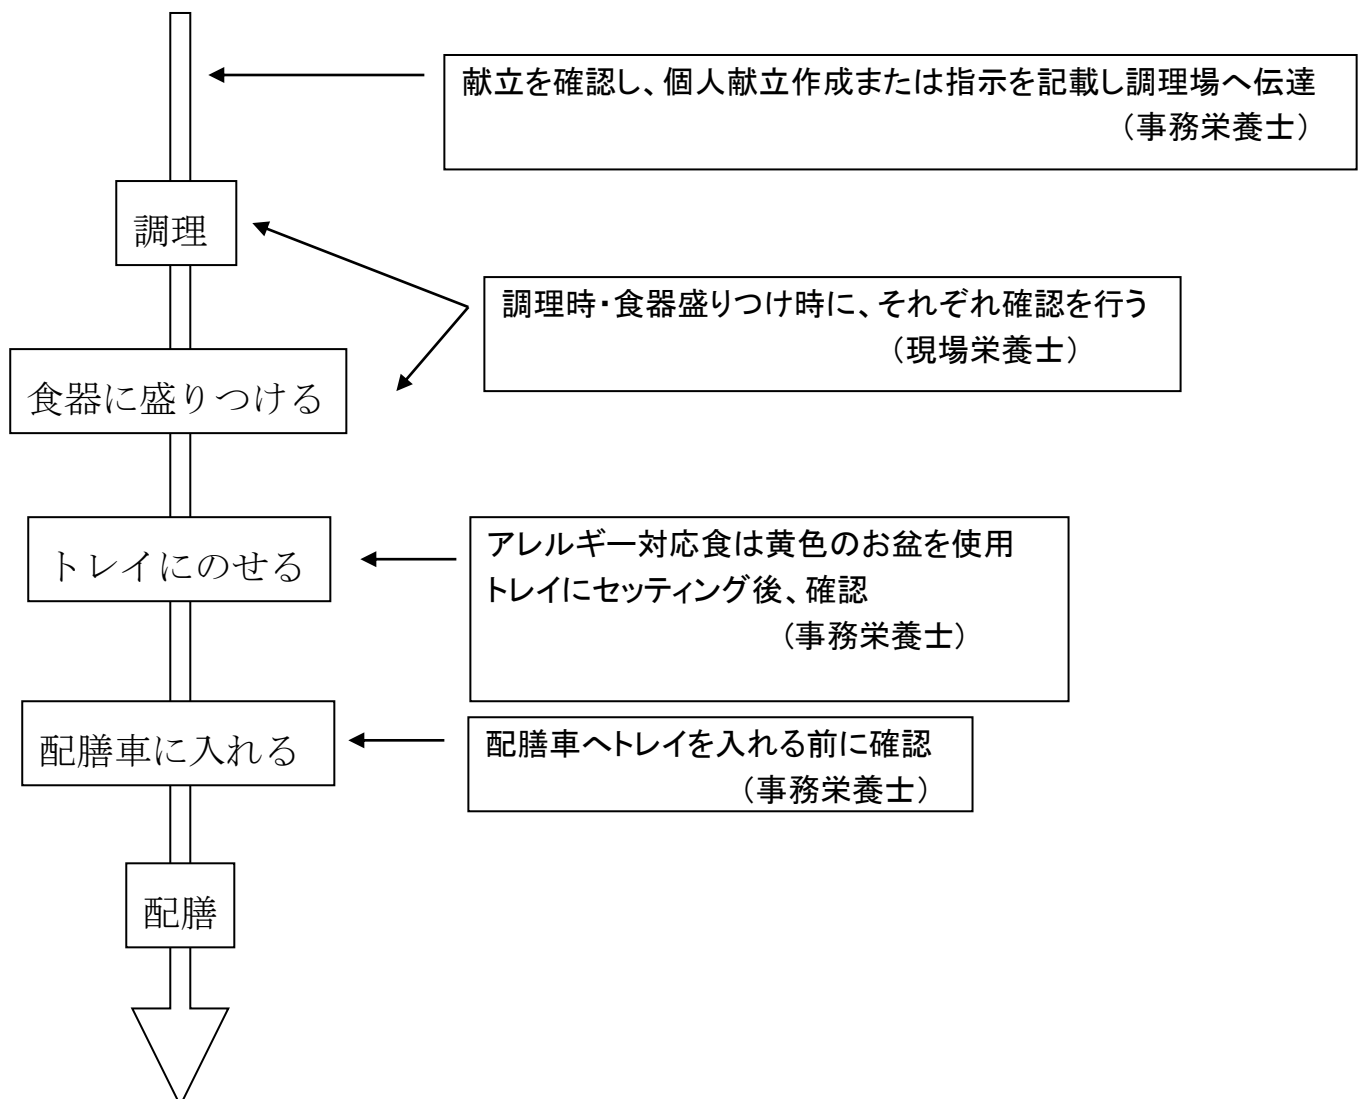 献立を確認し、個人献立作成または指示を記載し調理場へ伝達
（事務栄養士）
調理
調理時・食器盛りつけ時に、それぞれ確認を行う
（現場栄養士）
食器に盛りつける
トレイにのせる
アレルギー対応食は黄色のお盆を使用
トレイにセッティング後、確認
（事務栄養士）
配膳車に入れる
配膳車へトレイを入れる前に確認
（事務栄養士）
配膳